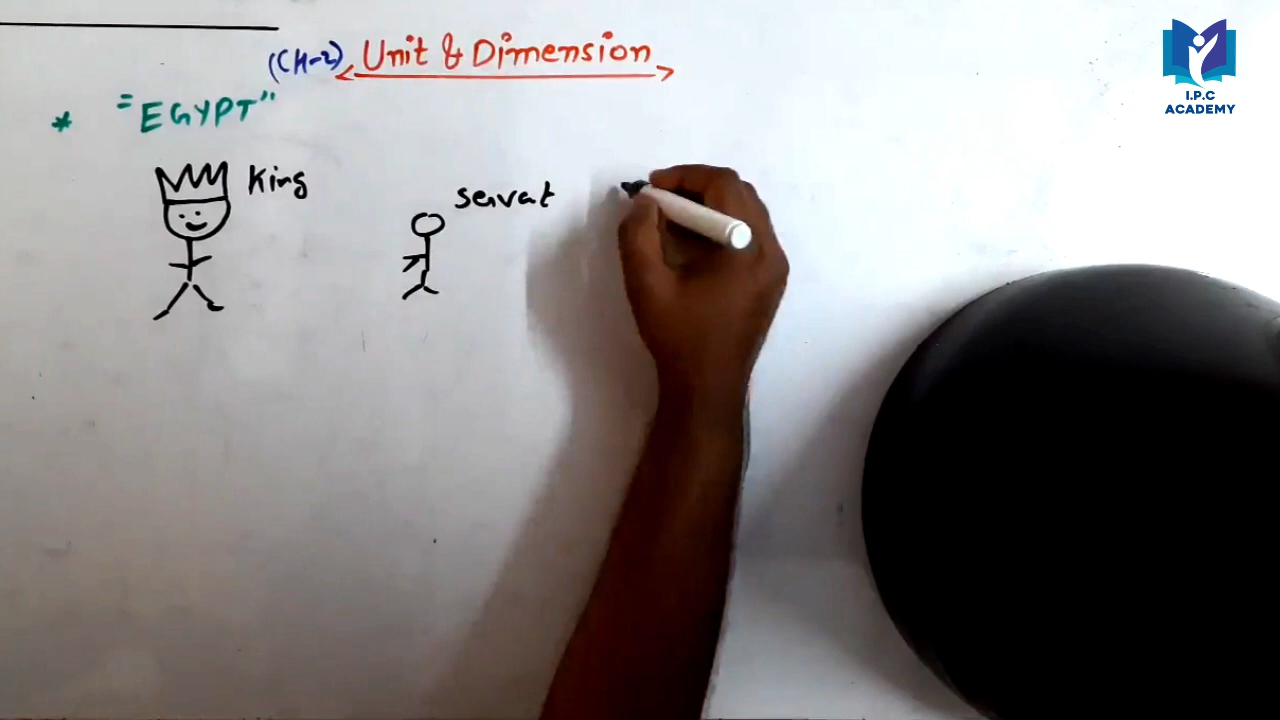 (CH-2) Unit & Dimension
* "EGYPT"
King
servat
I.P.C
ACADEMY